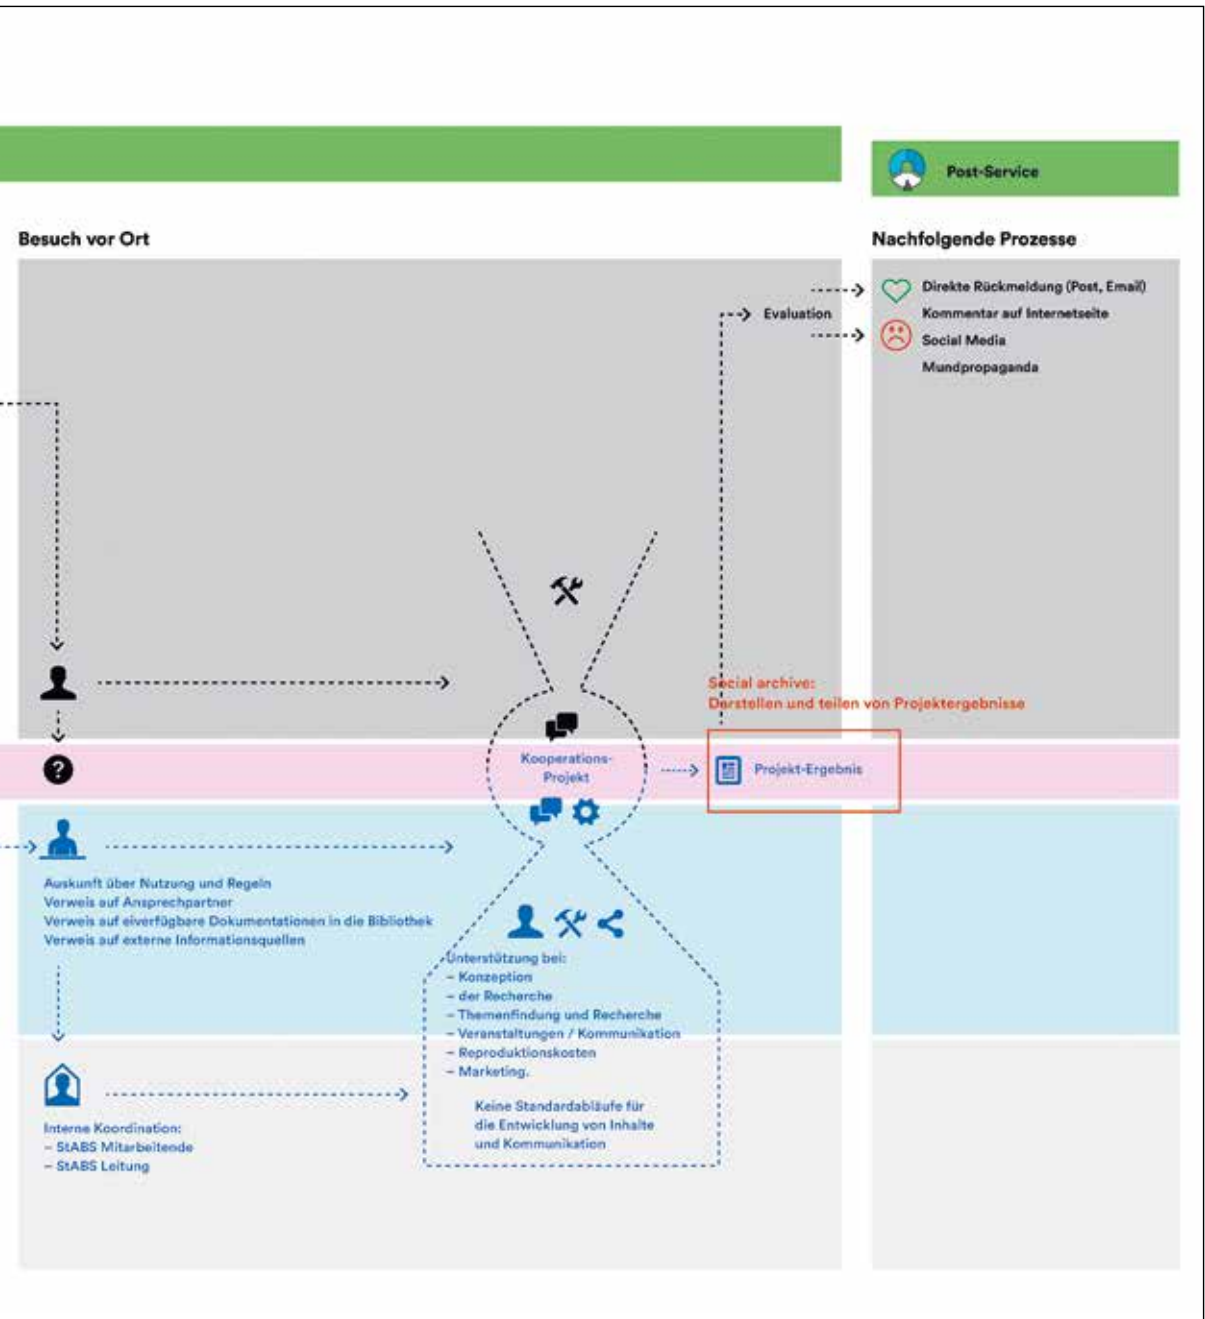 Post-Service
Besuch vor Ort
Nachfolgende Prozesse
Direkte Rückmeldung (Post, Email)
Evaluation
Kommentar auf Internetseite
Social Media
Mundpropaganda
Social archive:
Darstellen und teilen von Projektergebnisse
?
Kooperations-
Projekt
Projekt-Ergebnis
Auskunft über Nutzung und Regeln
Verweis auf Ansprechpartner
Verweis auf eiverfügbare Dokumentationen in die Bibliothek
Verweis auf externe Informationsquellen
Unterstützung bei:
– Konzeption
– der Recherche
– Themenfindung und Recherche
– Veranstaltungen / Kommunikation
– Reproduktionskosten
– Marketing.
Keine Standardabläufe für
die Entwicklung von Inhalte
und Kommunikation
Interne Koordination:
– StABS Mitarbeitende
– StABS Leitung